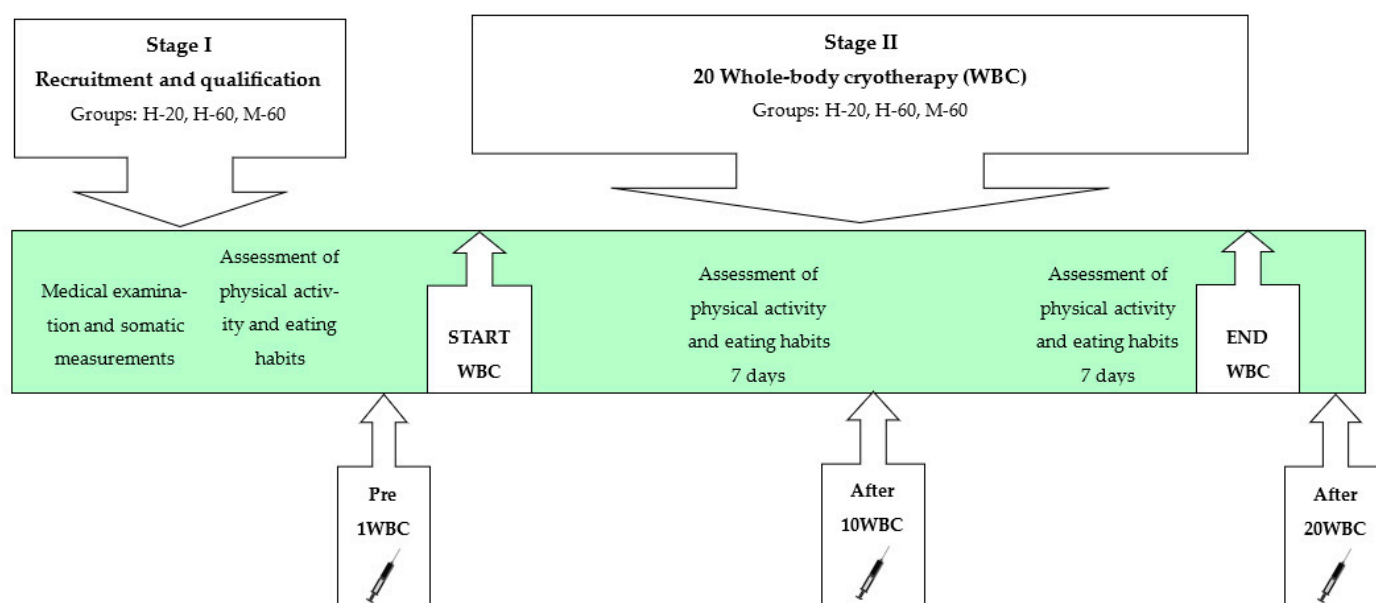 Stage I
Recruitment and qualification
Groups: H-20, H-60, M-60
Stage II
20 Whole-body cryotherapy (WBC)
Groups: H-20, H-60, M-60
Medical examina-
tion and somatic
measurements
Assessment of
physical activ-
ity and eating
habits
START
WBC
Assessment of
physical activity
and eating habits
7 days
Assessment of
physical activity
and eating habits
7 days
END
WBC
Pre
1WBC
After
10WBC
After
20WBC